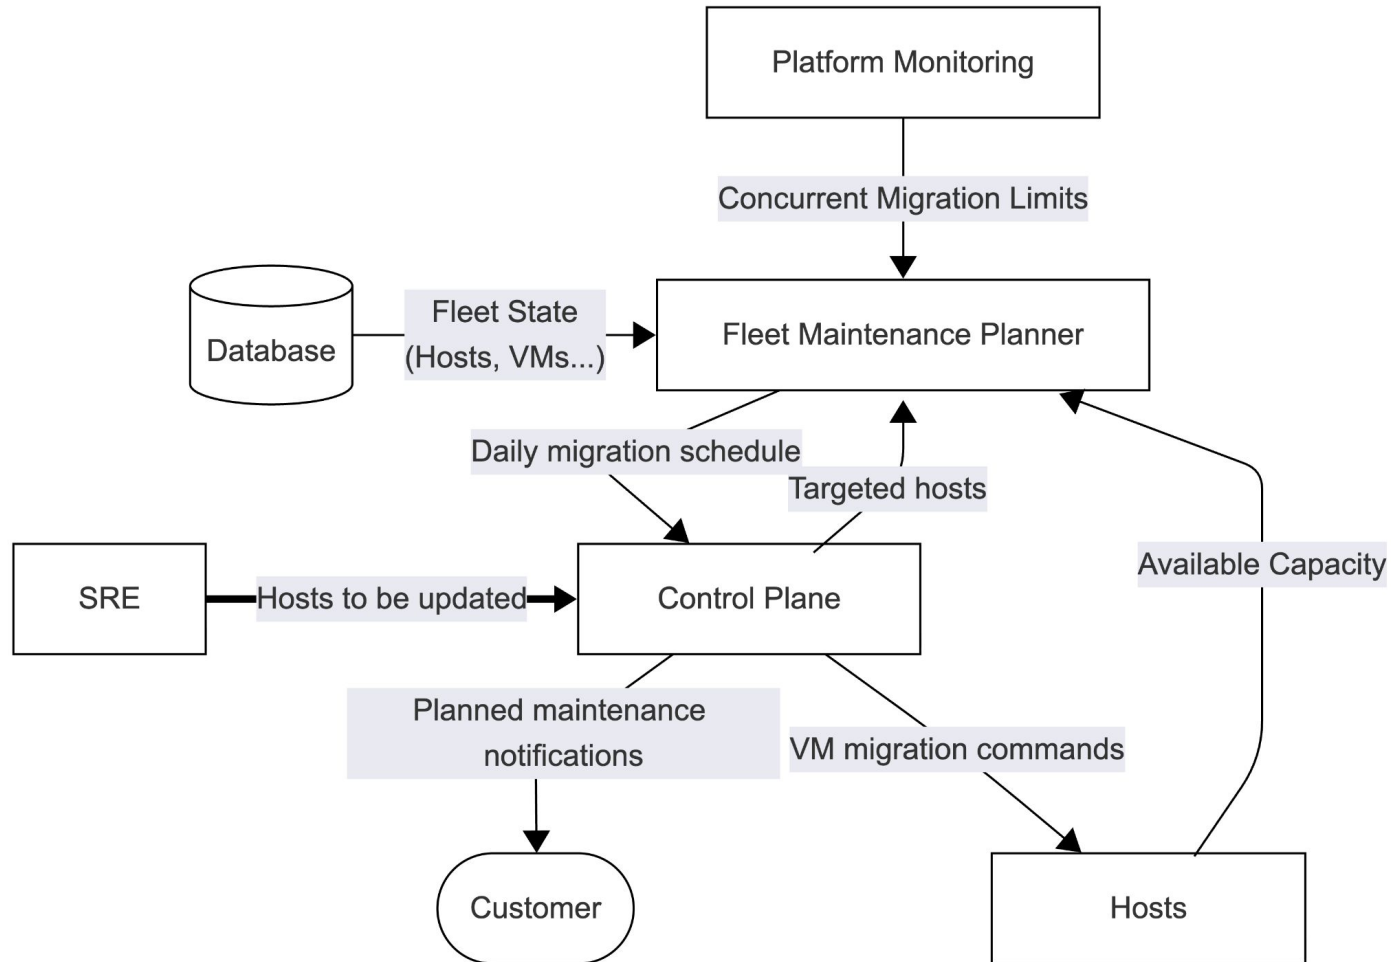 Platform Monitoring
Concurrent Migration Limits
Database
Fleet State
(Hosts, VMs...)
Fleet Maintenance Planner
Daily migration schedule
Targeted hosts
SRE
Hosts to be updated
Control Plane
Available Capacity
Planned maintenance
notifications
VM migration commands
Customer
Hosts